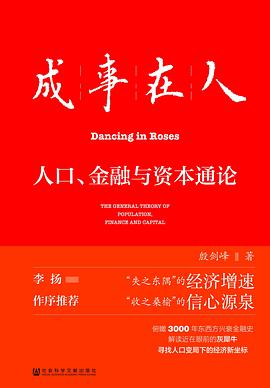 成事在人
Dancing in Roses
人口、金融与资本通论
THE GENERAL THEORY OF
POPULATION,
FINANCE AND CAPITAL
殷剑峰 ‖ 著
李扬
作序推荐
“失之东隅”的经济增速
“收之桑榆”的信心源泉
俯瞰 3000 年东西方兴衰金融史
解读近在眼前的灰犀牛
寻找人口变局下的经济新坐标
社会科学文献出版社